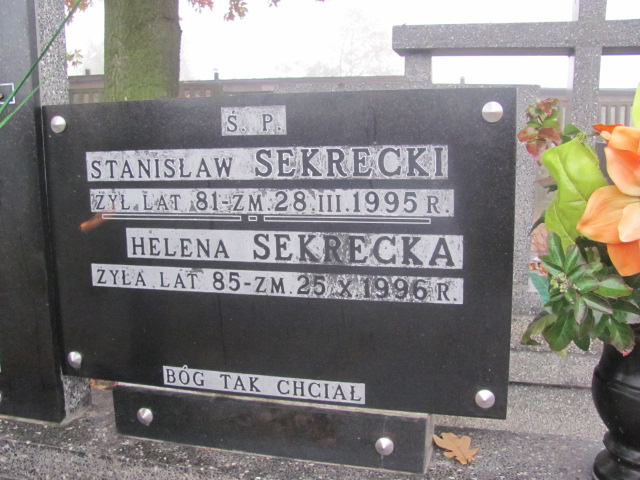 Ś. P.
STANISŁAW SEKRECKI
ŻYŁ LAT 81-ZM. 28.III.1995 R.
HELENA SEKRECKA
ŻYŁA LAT 85-ZM. 25 X 1996 R.
BÓG TAK CHCIAŁ